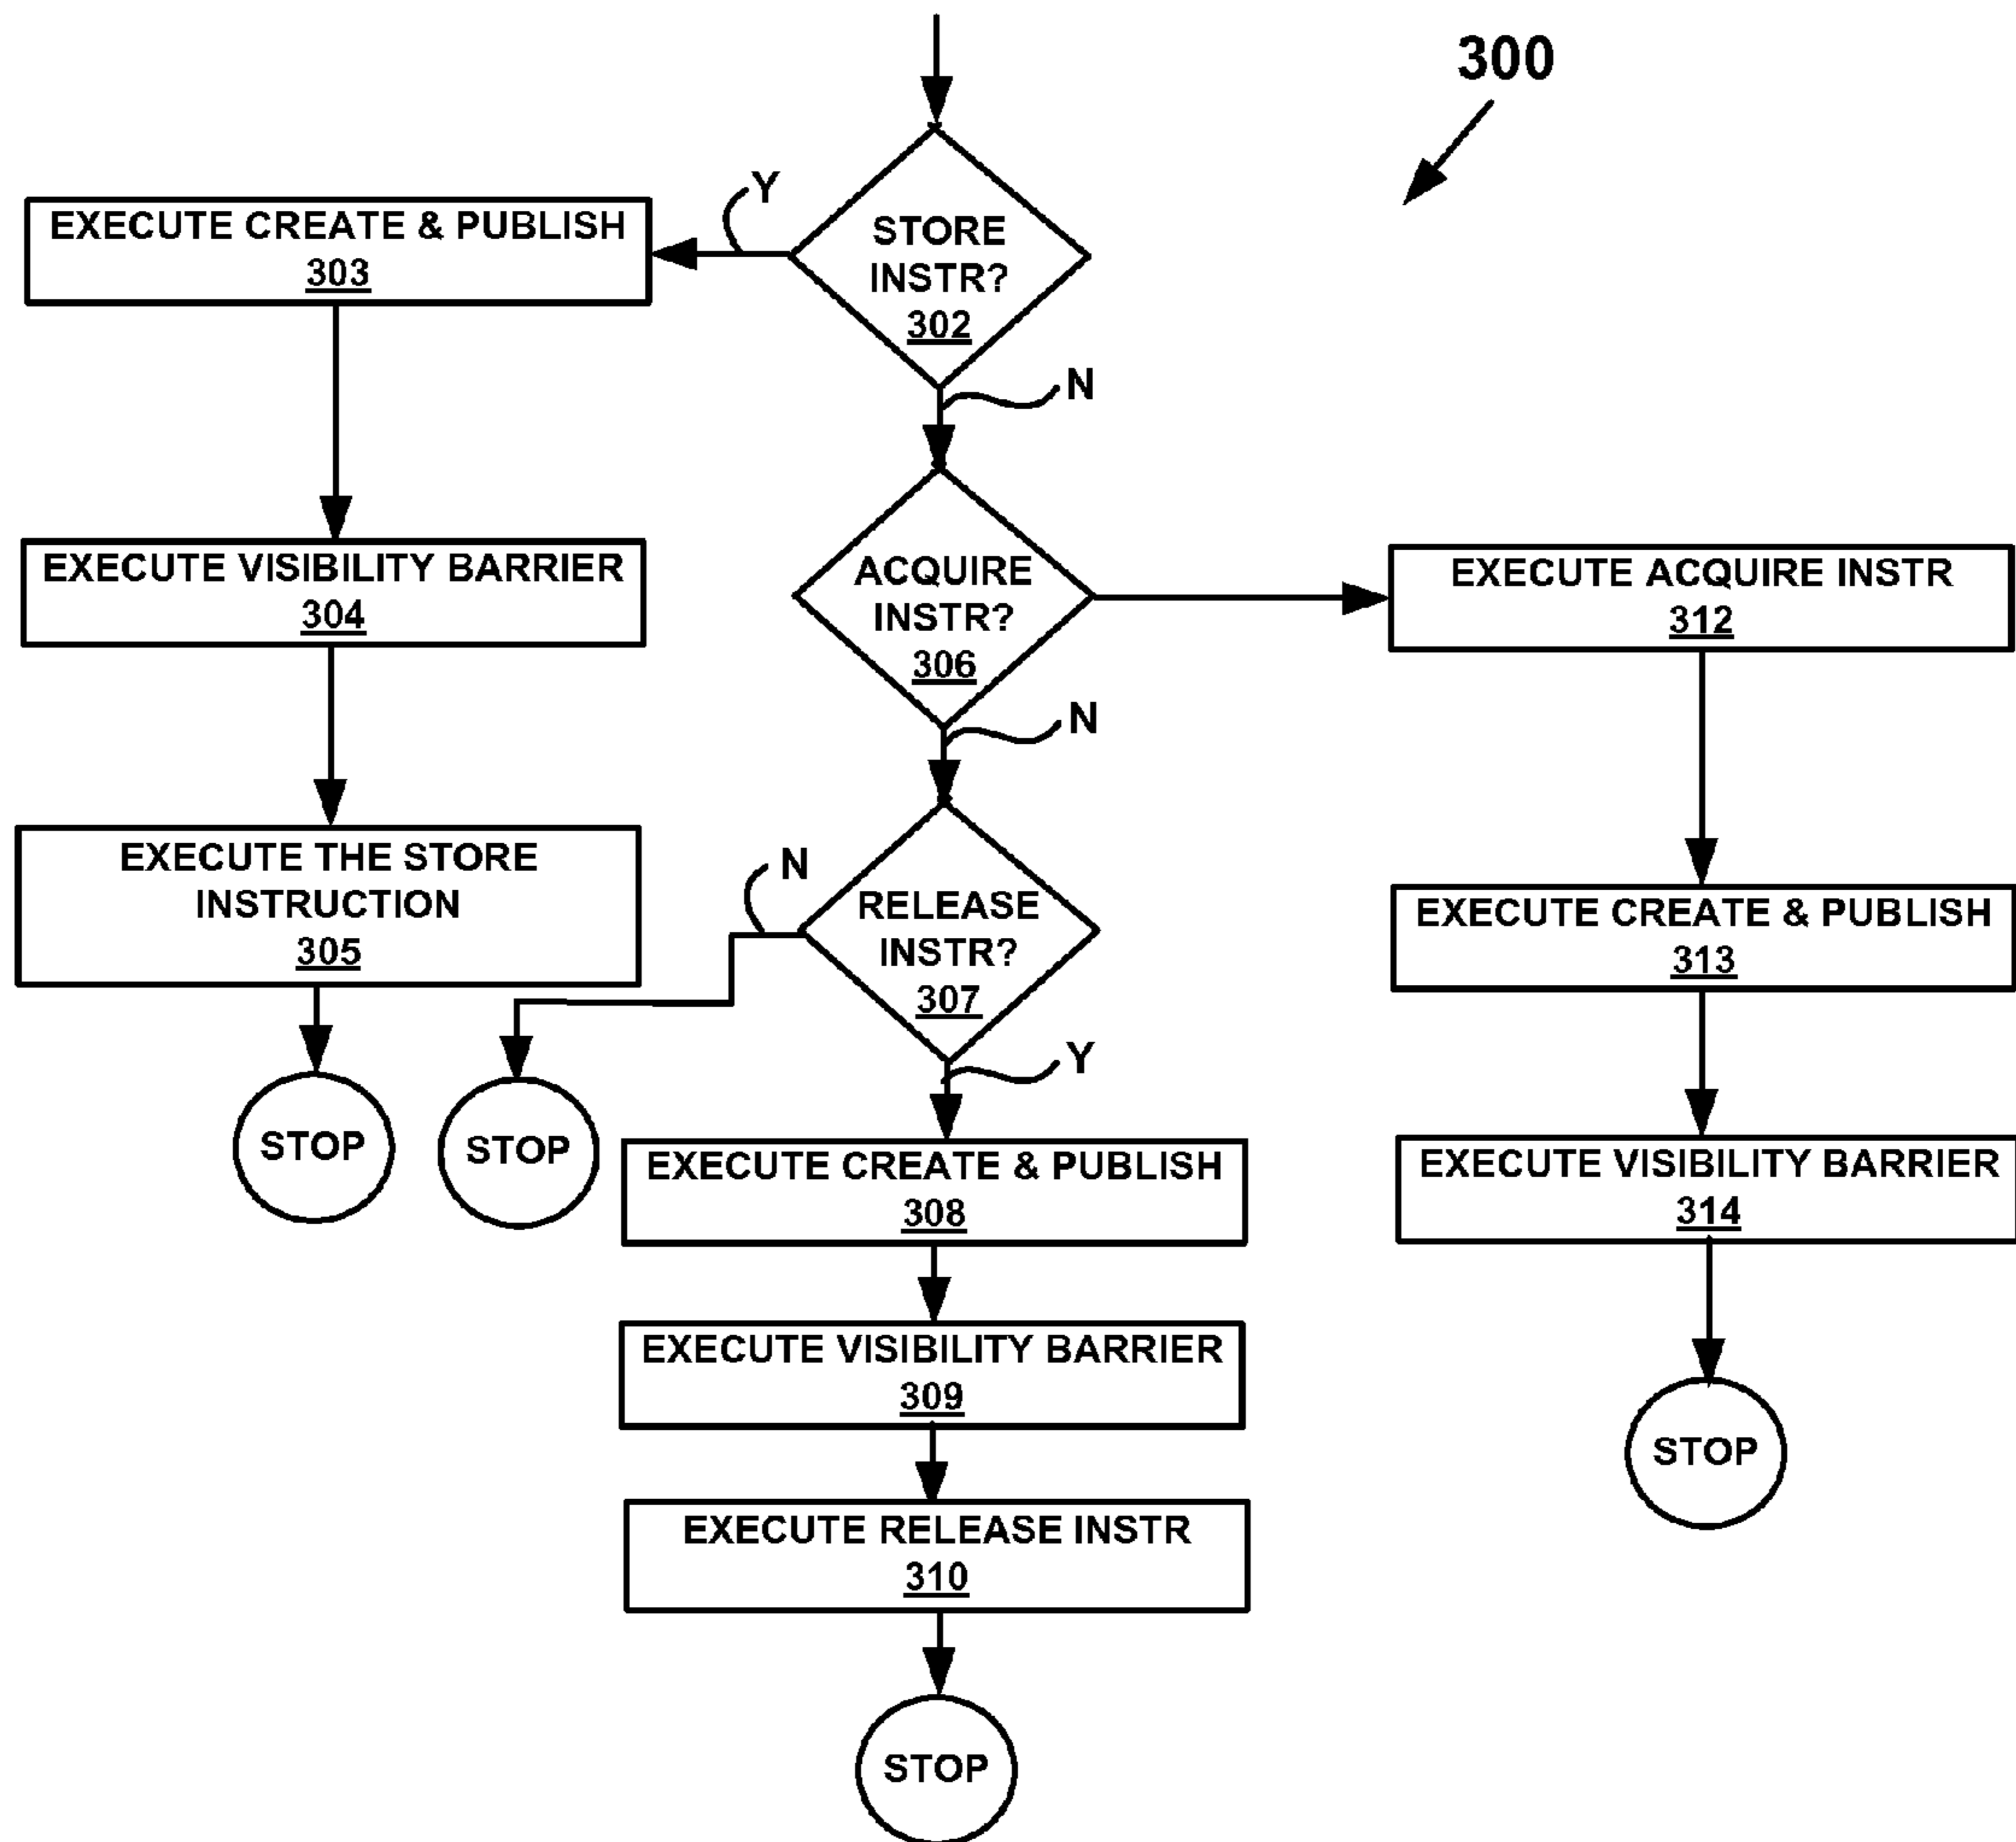 300
Y
STORE
INSTR?
302
EXECUTE CREATE & PUBLISH
303
N
EXECUTE VISIBILITY BARRIER
304
ACQUIRE
INSTR?
306
EXECUTE ACQUIRE INSTR
312
N
EXECUTE THE STORE
INSTRUCTION
305
N
RELEASE
INSTR?
307
EXECUTE CREATE & PUBLISH
313
Y
STOP
STOP
EXECUTE CREATE & PUBLISH
308
EXECUTE VISIBILITY BARRIER
314
EXECUTE VISIBILITY BARRIER
309
STOP
EXECUTE RELEASE INSTR
310
STOP